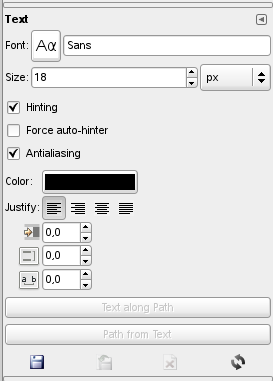 Text
Font: Aα Sans
Size: 18 px
Hinting
Force auto-hinter
Antialiasing
Color:
Justify:
0,0
0,0
a b 0,0
Text along Path
Path from Text